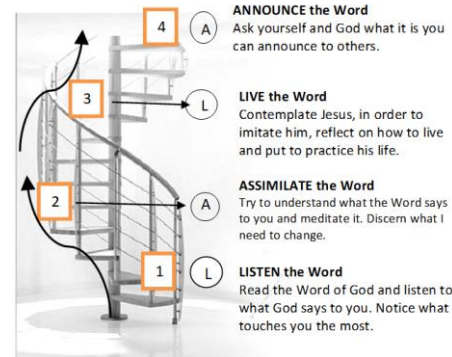 ANNOUNCE the Word
4 A Ask yourself and God what it is you
can announce to others.
3 L LIVE the Word
Contemplate Jesus, in order to
imitate him, reflect on how to live
and put to practice his life.
2 A ASSIMILATE the Word
Try to understand what the Word says
to you and meditate it. Discern what I
need to change.
1 L LISTEN the Word
Read the Word of God and listen to
what God says to you. Notice what
touches you the most.